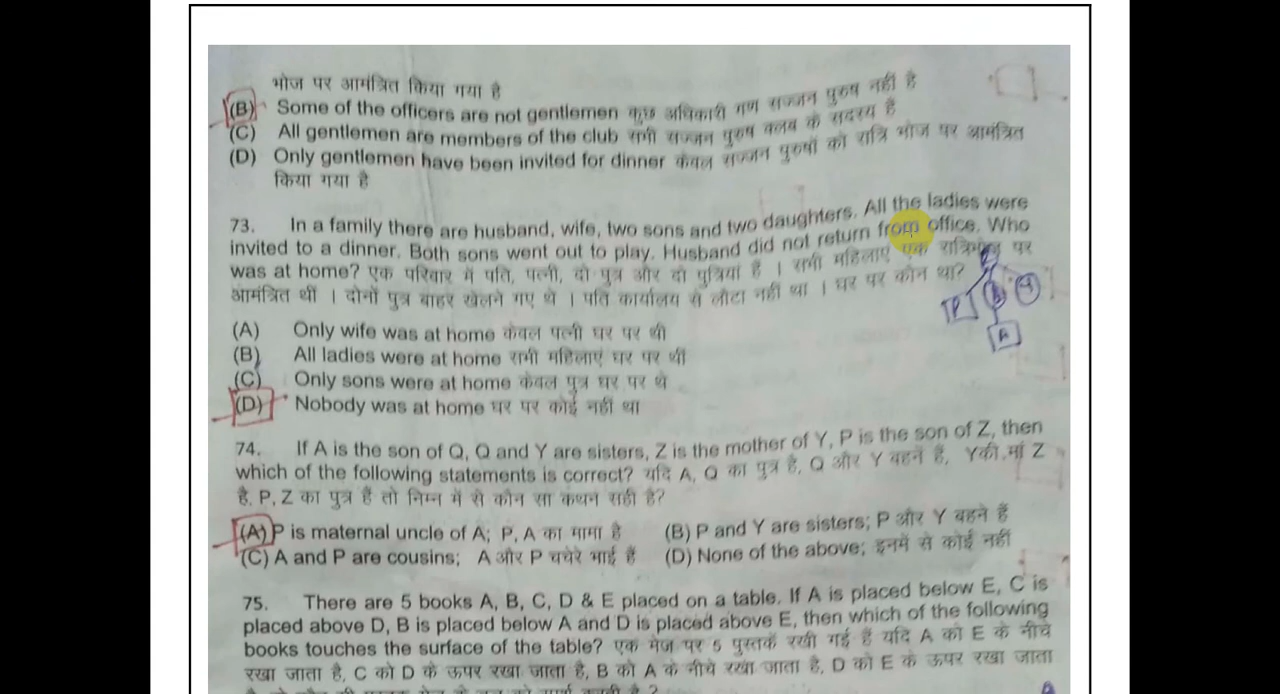 भोज पर आमंत्रित किया गया है
(B) Some of the officers are not gentlemen कुछ अधिकारी गण सज्जन पुरुष नहीं है
(C) All gentlemen are members of the club सभी सज्जन पुरुष क्लब के सदस्य है
(D) Only gentlemen have been invited for dinner केवल सज्जन पुरुषों को रात्रि भोज पर आमंत्रित
किया गया है
73. In a family there are husband, wife, two sons and two daughters. All the ladies were
invited to a dinner. Both sons went out to play. Husband did not return from office. Who
was at home? एक परिवार में पति, पत्नी, दो पुत्र और दो पुत्रियां हैं । सभी महिलाएं एक रात्रिभोज पर
आमंत्रित थीं । दोनों पुत्र बाहर खेलने गए थे । पति कार्यालय से लौटा नहीं था । घर पर कौन था?
(A) Only wife was at home केवल पत्नी घर पर थी
(B) All ladies were at home सभी महिलाएं घर पर थीं
(C) Only sons were at home केवल पुत्र घर पर थे
(D) Nobody was at home घर पर कोई नहीं था
74. If A is the son of Q, Q and Y are sisters, Z is the mother of Y, P is the son of Z, then
which of the following statements is correct? यदि A, Q का पुत्र है, Q और Y बहनें हैं, Yकी मां Z
है, P, Z का पुत्र हैं तो निम्न में से कौन सा कथन सही है?
(A) P is maternal uncle of A; P, A का मामा है (B) P and Y are sisters; P और Y बहने हैं
(C) A and P are cousins; A और P चचेरे भाई हैं (D) None of the above; इनमें से कोई नहीं
75. There are 5 books A, B, C, D & E placed on a table. If A is placed below E, C is
placed above D, B is placed below A and D is placed above E, then which of the following
books touches the surface of the table? एक मेज पर 5 पुस्तकें रखी गई हैं यदि A को E के नीचे
रखा जाता है, C को D के ऊपर रखा जाता है, B को A के नीचे रखा जाता है, D को E के ऊपर रखा जाता